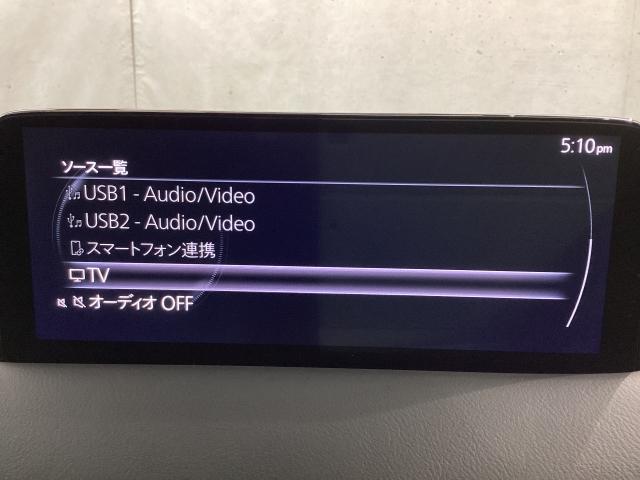 5:10pm
ソース一覧
USB1 - Audio/Video
USB2 - Audio/Video
スマートフォン連携
TV
オーディオ OFF